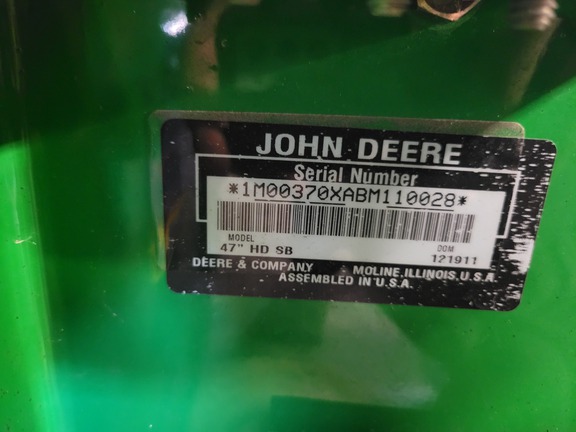 JOHN DEERE
Serial Number
*1M00370XABM110028*
MODEL DOM
47" HD SB 121911
DEERE & COMPANY MOLINE, ILLINOIS, U.S.A.
ASSEMBLED IN U.S.A.